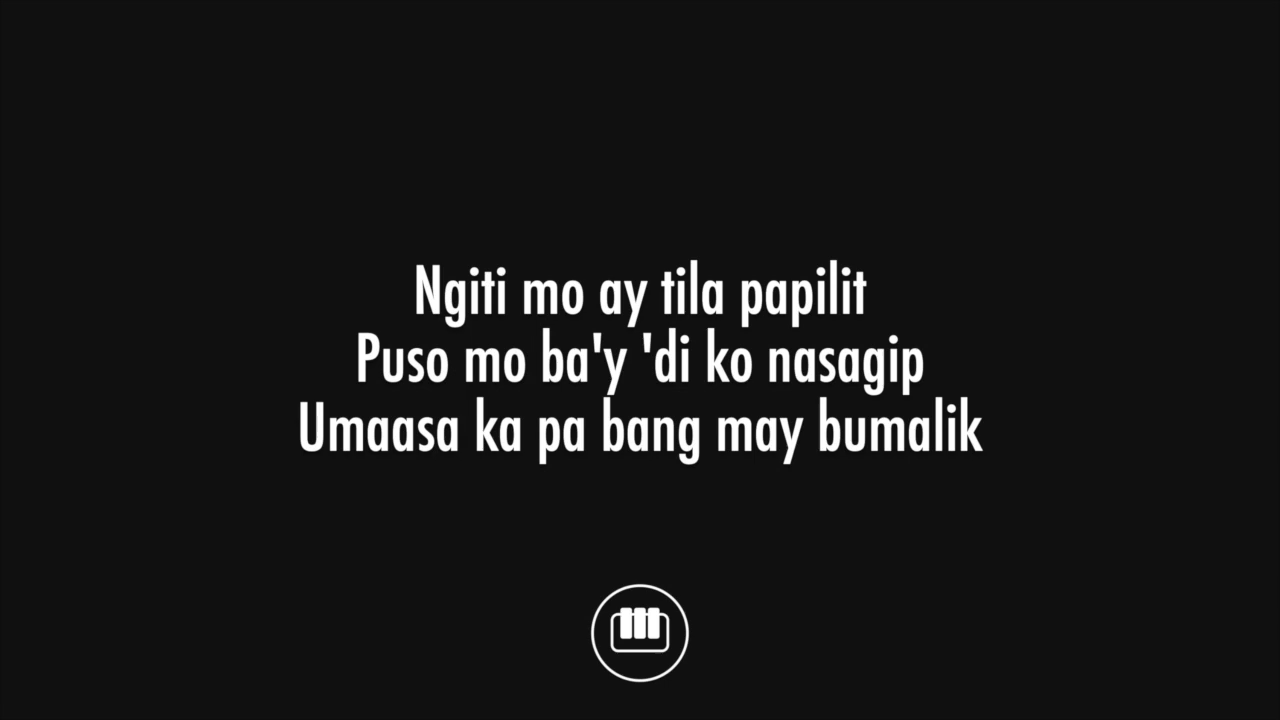 Ngiti mo ay tila papilit
Puso mo ba'y 'di ko nasagip
Umaasa ka pa bang may bumalik